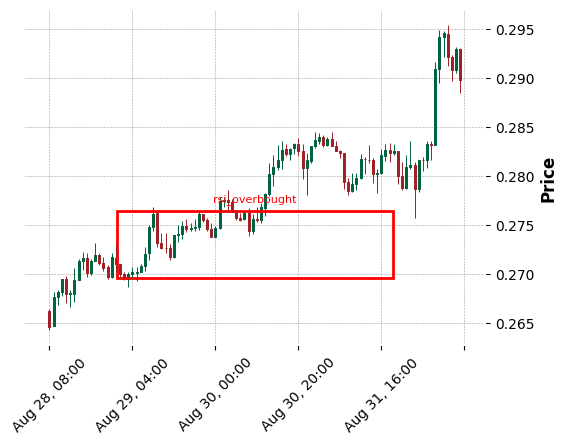 0.295
0.290
0.285
0.280
0.275
0.270
0.265
Price
rsi_overbought
Aug 28, 08:00
Aug 29, 04:00
Aug 30, 00:00
Aug 30, 20:00
Aug 31, 16:00